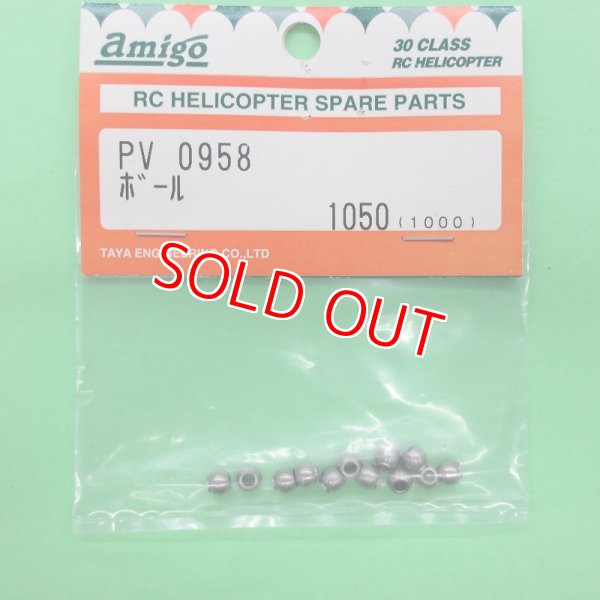 amigo
30 CLASS
RC HELICOPTER
RC HELICOPTER SPARE PARTS
PV 0958
ボール
1050 (1000)
TAYA ENGINEERING CO.,LTD
SOLD OUT